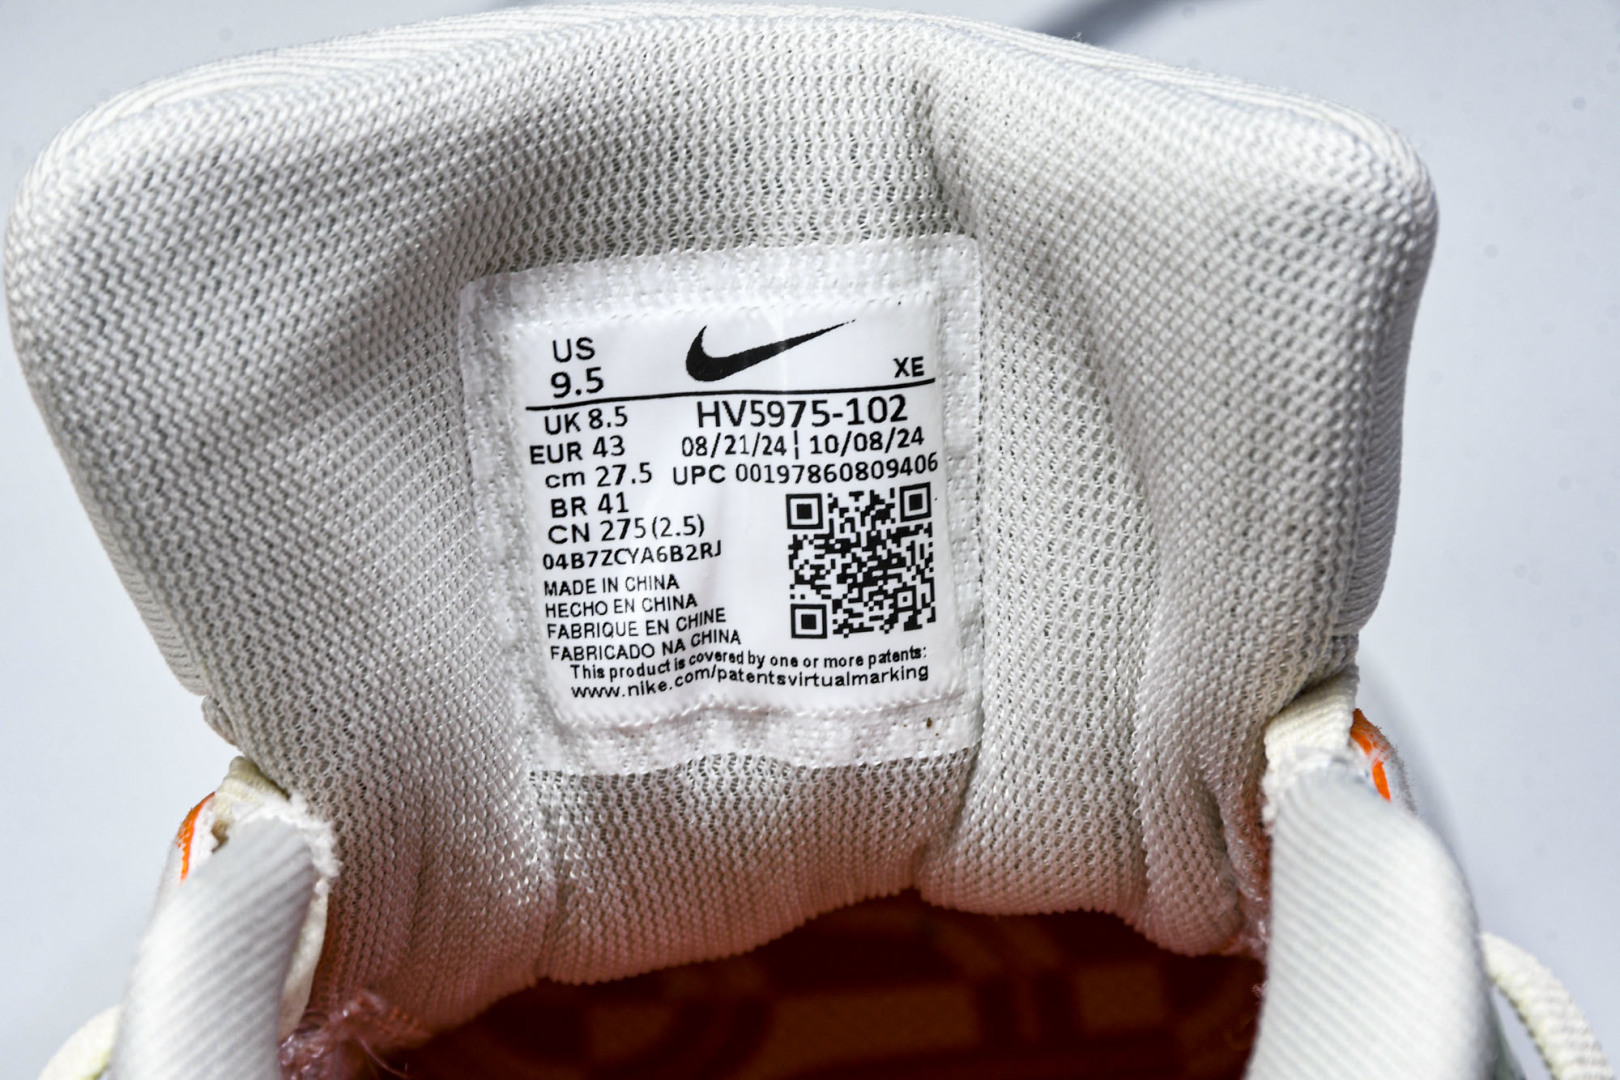 US
9.5
XE
UK 8.5
HV5975-102
EUR 43
08/21/24 | 10/08/24
cm 27.5
UPC 00197860809406
BR 41
CN 275(2.5)
04B7ZCYA6B2RJ
MADE IN CHINA
HECHO EN CHINA
FABRIQUE EN CHINE
FABRICADO NA CHINA
This product is covered by one or more patents:
www.nike.com/patentsvirtualmarking